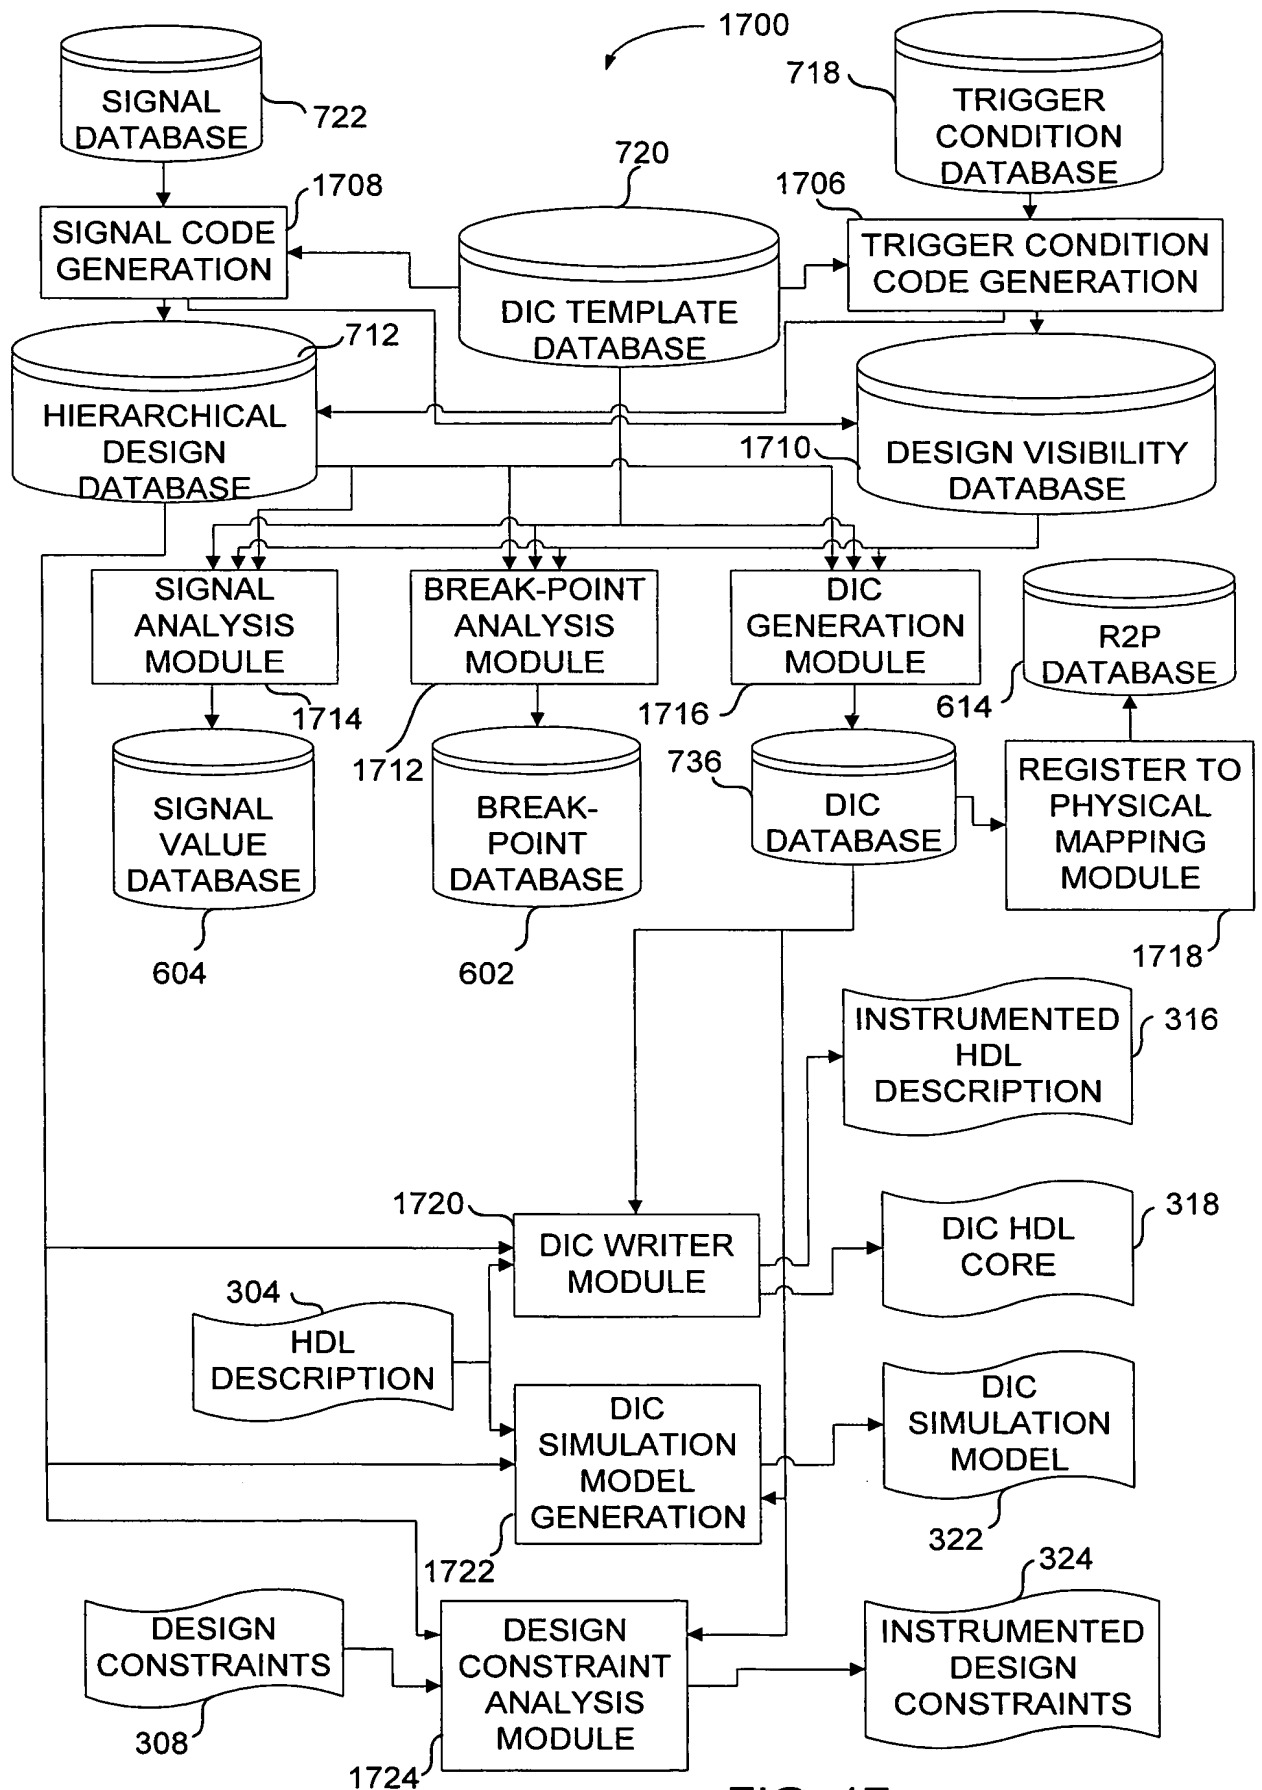 1700
SIGNAL
DATABASE
722
718
TRIGGER
CONDITION
DATABASE
720
1708
1706
SIGNAL CODE
GENERATION
TRIGGER CONDITION
CODE GENERATION
DIC TEMPLATE
DATABASE
712
HIERARCHICAL
DESIGN
DATABASE
1710
DESIGN VISIBILITY
DATABASE
SIGNAL
ANALYSIS
MODULE
1714
BREAK-POINT
ANALYSIS
MODULE
1712
DIC
GENERATION
MODULE
1716
R2P
DATABASE
614
SIGNAL
VALUE
DATABASE
604
BREAK-
POINT
DATABASE
602
736
DIC
DATABASE
REGISTER TO
PHYSICAL
MAPPING
MODULE
1718
INSTRUMENTED
HDL
DESCRIPTION
316
1720
DIC WRITER
MODULE
DIC HDL
CORE
318
304
HDL
DESCRIPTION
DIC
SIMULATION
MODEL
GENERATION
1722
DIC
SIMULATION
MODEL
322
DESIGN
CONSTRAINTS
308
DESIGN
CONSTRAINT
ANALYSIS
MODULE
1724
324
INSTRUMENTED
DESIGN
CONSTRAINTS